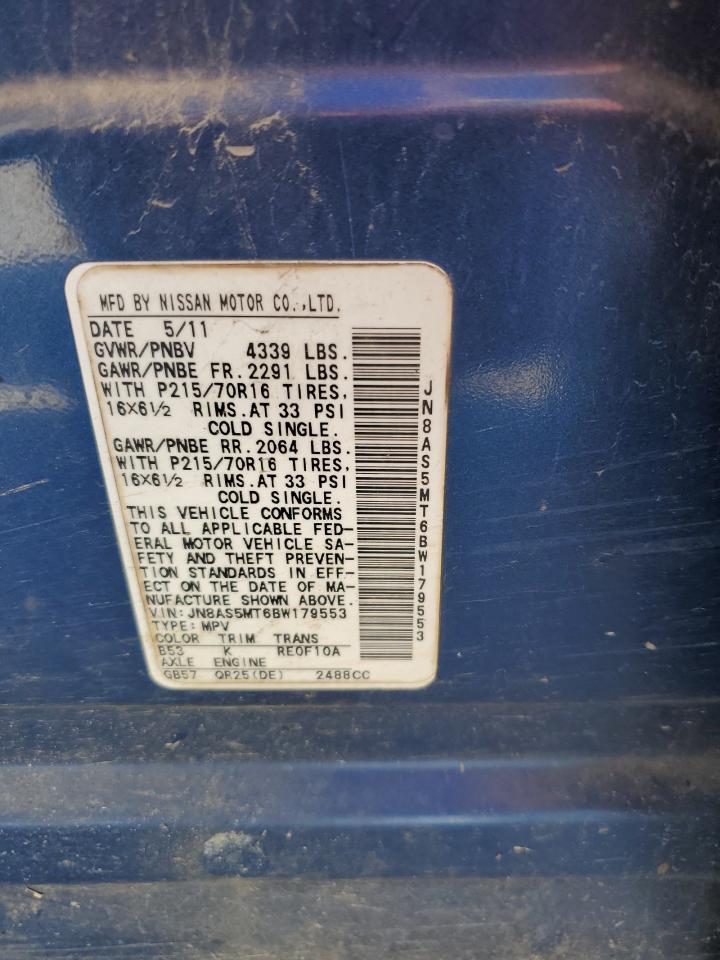 MFD BY NISSAN MOTOR CO.,LTD.
DATE 5/11
GVWR/PNBV 4339 LBS.
GAWR/PNBE FR.2291 LBS.
WITH P215/70R16 TIRES,
16X6½ RIMS.AT 33 PSI
COLD SINGLE.
GAWR/PNBE RR.2064 LBS.
WITH P215/70R16 TIRES,
16X6½ RIMS.AT 33 PSI
COLD SINGLE.
THIS VEHICLE CONFORMS
TO ALL APPLICABLE FED-
ERAL MOTOR VEHICLE SA-
FETY AND THEFT PREVEN-
TION STANDARDS IN EFF-
ECT ON THE DATE OF MA-
NUFACTURE SHOWN ABOVE.
VIN:JN8AS5MT6BW179553
TYPE:MPV
COLOR TRIM TRANS
B53 K RE0F10A
AXLE ENGINE
GB57 QR25(DE) 2488CC
JN8AS5MT6BW179553